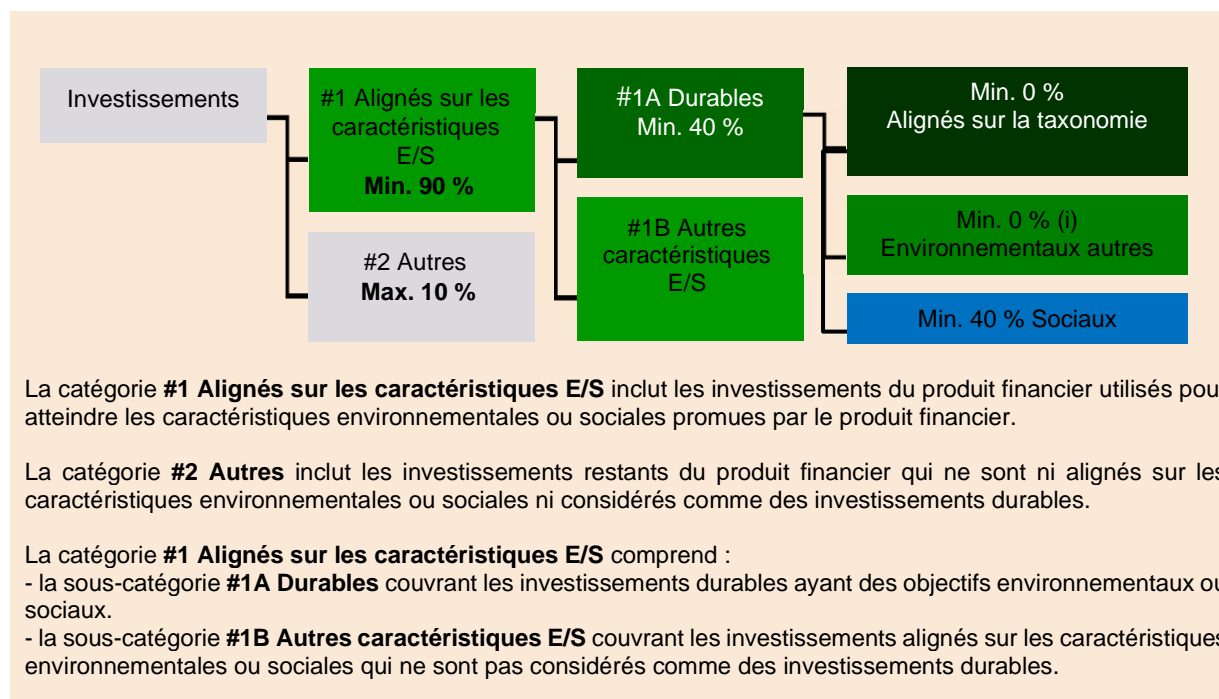 Investissements
#1 Alignés sur les
caractéristiques
E/S
Min. 90 %
#2 Autres
Max. 10 %
#1A Durables
Min. 40 %
#1B Autres
caractéristiques
E/S
Min. 0 %
Alignés sur la taxonomie
Min. 0 % (i)
Environnementaux autres
Min. 40 % Sociaux
La catégorie #1 Alignés sur les caractéristiques E/S inclut les investissements du produit financier utilisés pou
atteindre les caractéristiques environnementales ou sociales promues par le produit financier.
La catégorie #2 Autres inclut les investissements restants du produit financier qui ne sont ni alignés sur les
caractéristiques environnementales ou sociales ni considérés comme des investissements durables.
La catégorie #1 Alignés sur les caractéristiques E/S comprend :
- la sous-catégorie #1A Durables couvrant les investissements durables ayant des objectifs environnementaux ou
sociaux.
- la sous-catégorie #1B Autres caractéristiques E/S couvrant les investissements alignés sur les caractéristiques
environnementales ou sociales qui ne sont pas considérés comme des investissements durables.